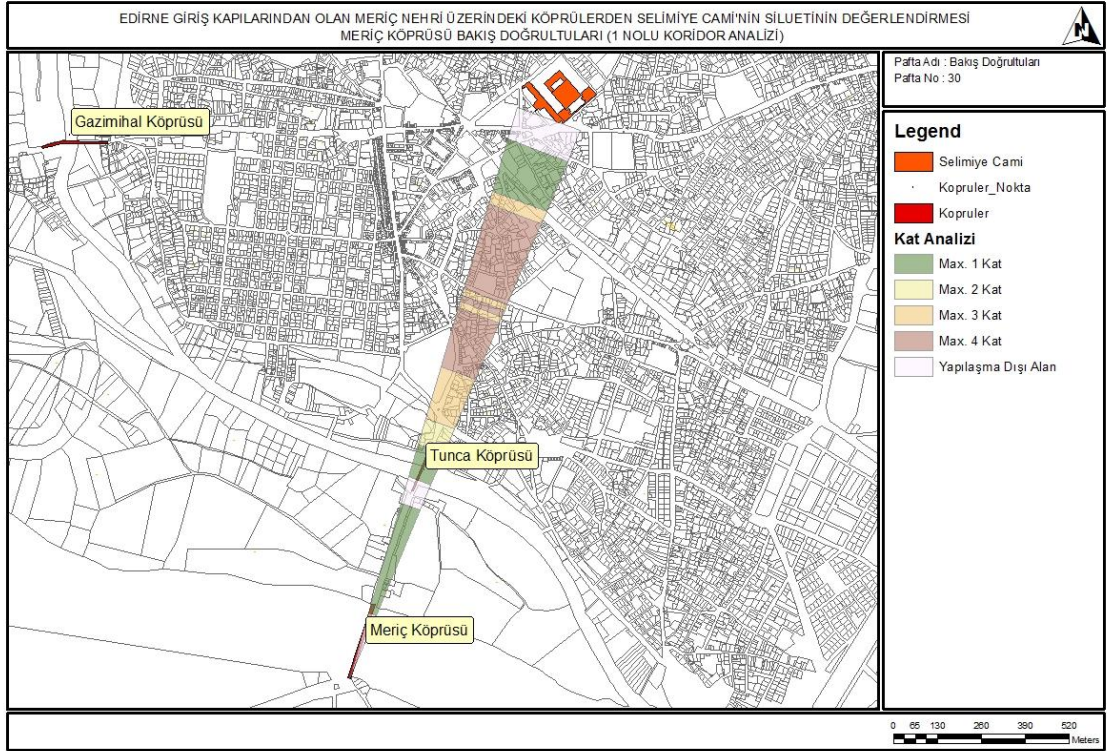 EDİRNE GİRİŞ KAPILARINDAN OLAN MERİÇ NEHRİ ÜZERİNDEKİ KÖPRÜLERDEN SELİMİYE CAMİ'NİN SİLUETİNİN DEĞERLENDİRMESİ
MERİÇ KÖPRÜSÜ BAKIŞ DOĞRULTULARI (1 NOLU KORİDOR ANALİZİ)
N
Pafta Adı : Bakış Doğrultuları
Pafta No : 30
Gazimihal Köprüsü
Tunca Köprüsü
Meriç Köprüsü
Legend
Selimiye Cami
Kopruler_Nokta
Kopruler
Kat Analizi
Max. 1 Kat
Max. 2 Kat
Max. 3 Kat
Max. 4 Kat
Yapılaşma Dışı Alan
0 65 130 260 390 520
Meters